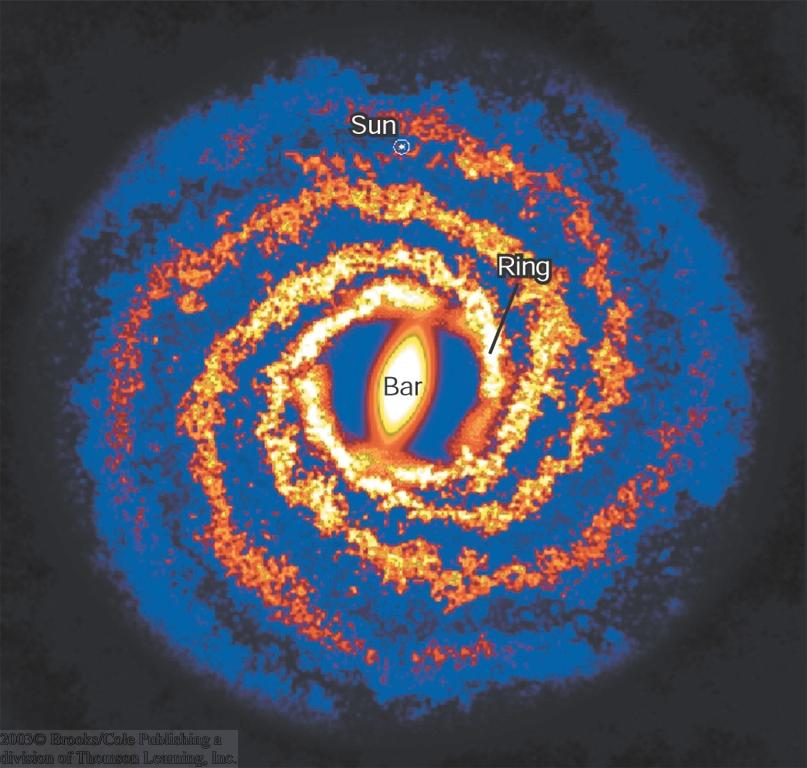 Sun
Ring
Bar
2003© Brooks/Cole Publishing a
division of Thomson Learning, Inc.